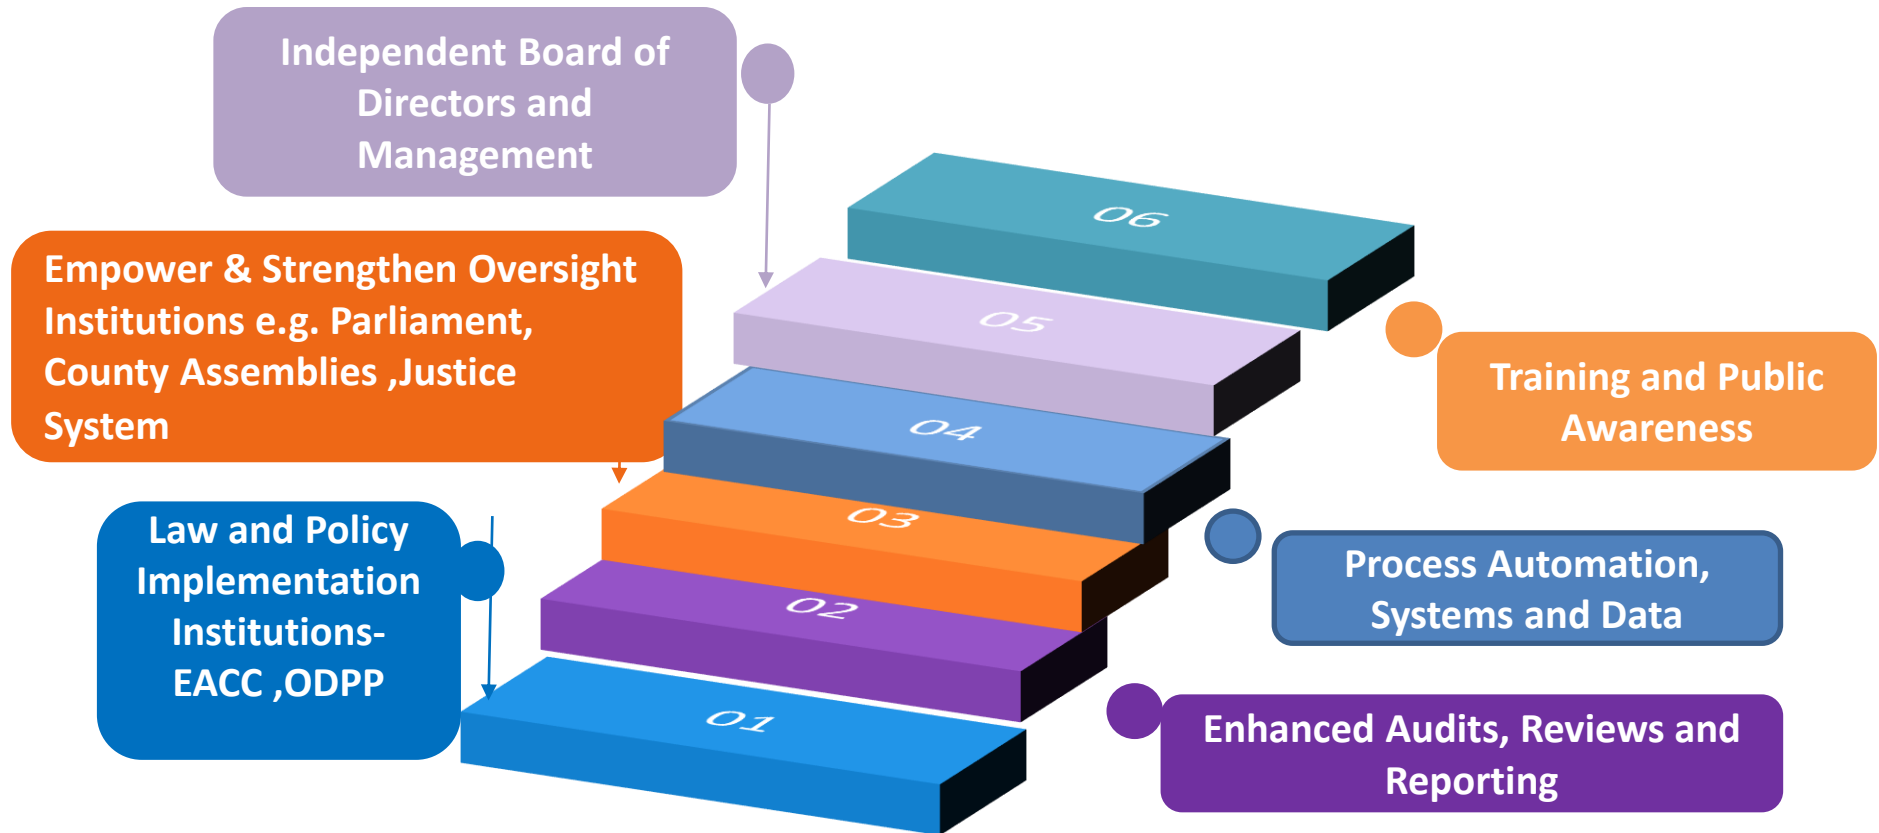 Independent Board of
Directors and
Management
06
Empower & Strengthen Oversight
Institutions e.g. Parliament,
County Assemblies ,Justice
System
05
Training and Public
Awareness
04
03
Law and Policy
Implementation
Institutions-
EACC ,ODPP
Process Automation,
Systems and Data
02
01
Enhanced Audits, Reviews and
Reporting